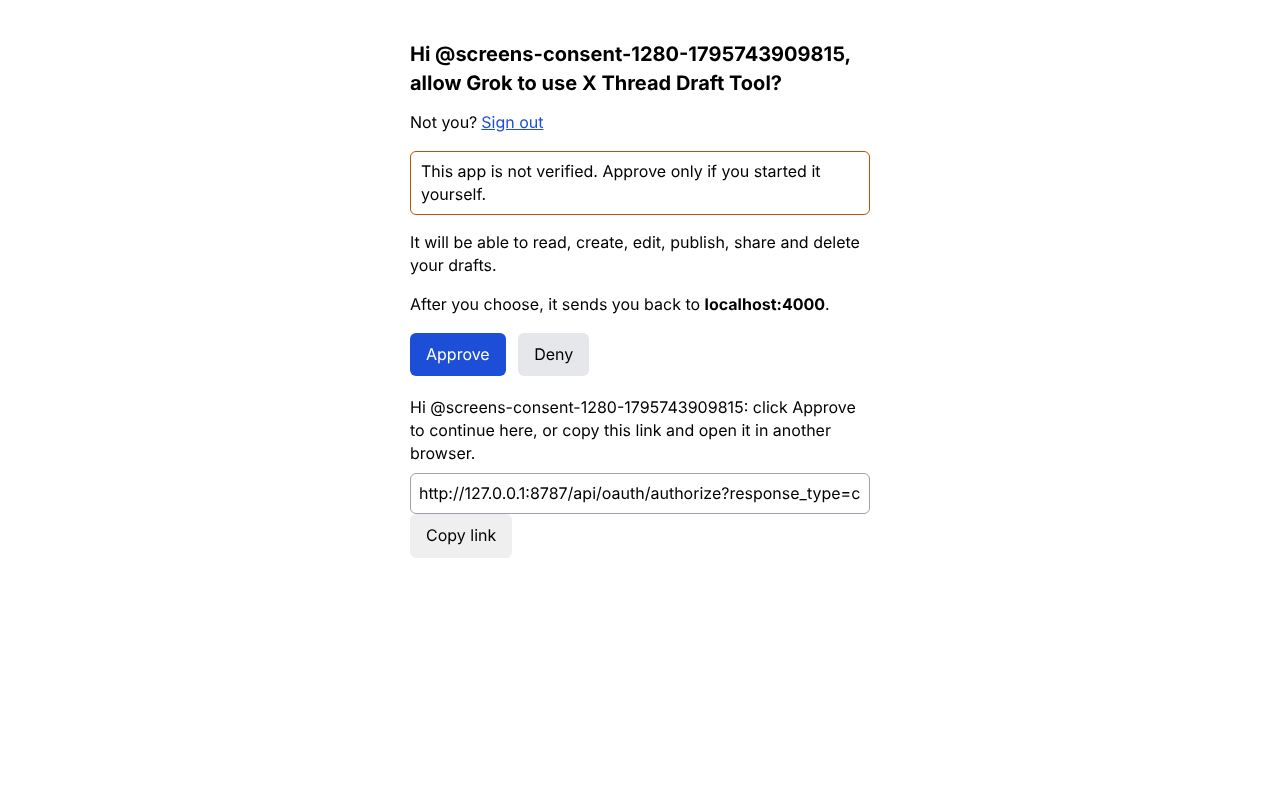 Hi @screens-consent-1280-1795743909815,
allow Grok to use X Thread Draft Tool?
Not you? Sign out
This app is not verified. Approve only if you started it
yourself.
It will be able to read, create, edit, publish, share and delete
your drafts.
After you choose, it sends you back to localhost:4000.
Approve
Deny
Hi @screens-consent-1280-1795743909815: click Approve
to continue here, or copy this link and open it in another
browser.
http://127.0.0.1:8787/api/oauth/authorize?response_type=c
Copy link